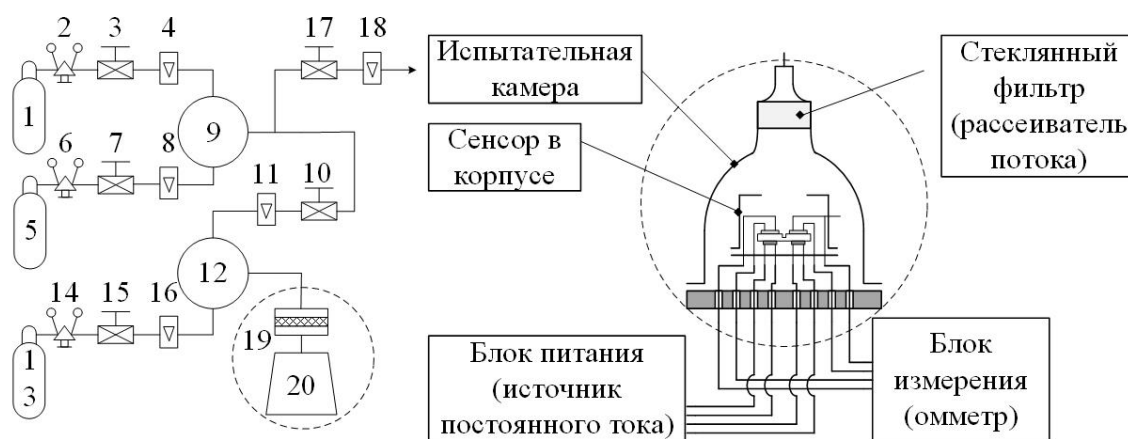 2
3
4
17
18
1
9
6
7
8
5
11
10
12
14
15
16
1
3
19
20
Испытательная
камера
Сенсор в
корпусе
Стеклянный
фильтр
(рассеиватель
потока)
Блок питания
(источник
постоянного тока)
Блок
измерения
(омметр)